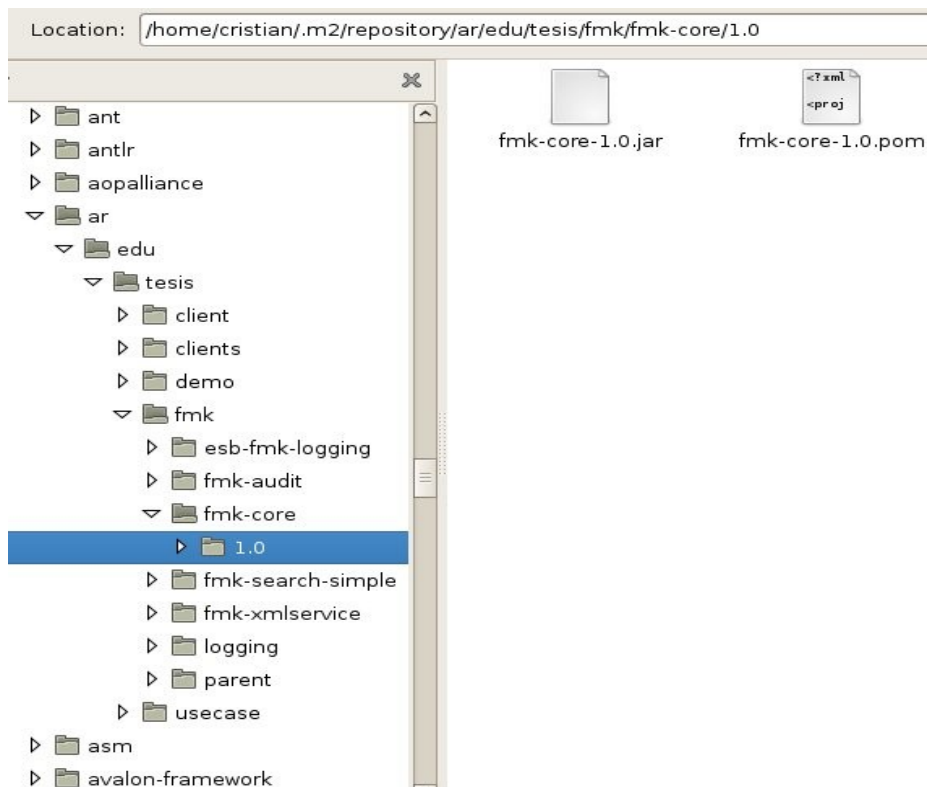 Location: /home/cristian/.m2/repository/ar/edu/tesis/fmk/fmk-core/1.0
ant
antlr
aopalliance
ar
edu
tesis
client
clients
demo
fmk
esb-fmk-logging
fmk-audit
fmk-core
1.0
fmk-search-simple
fmk-xmlservice
logging
parent
usecase
asm
avalon-framework
<?xml
<proj
fmk-core-1.0.jar
fmk-core-1.0.pom